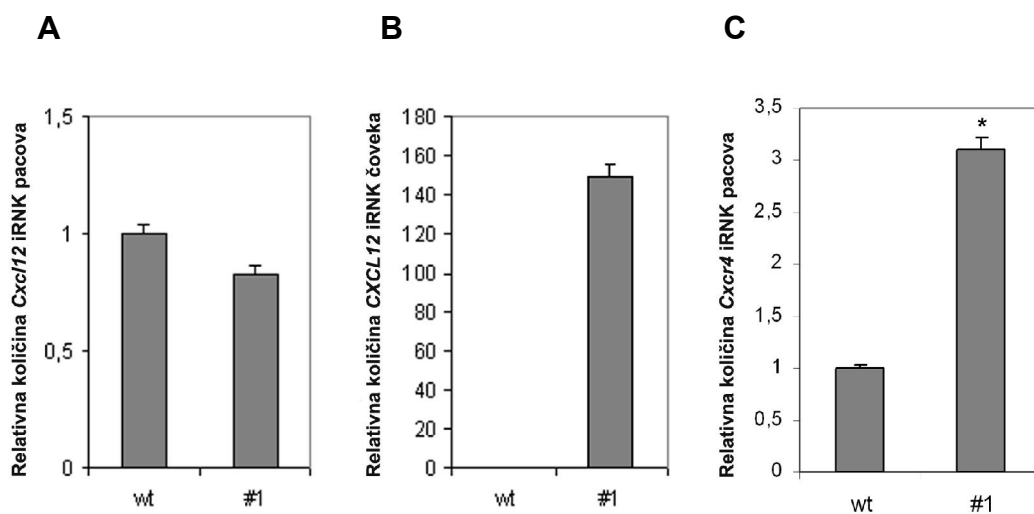 A
B
C
Relativna količina Cxcl12 iRNK pacova
1,5
1
0,5
0
wt
#1
Relativna količina CXCL12 iRNK čoveka
180
160
140
120
100
80
60
40
20
0
wt
#1
Relativna količina Cxcr4 iRNK pacova
3,5
3
2,5
2
1,5
1
0,5
0
*
wt
#1